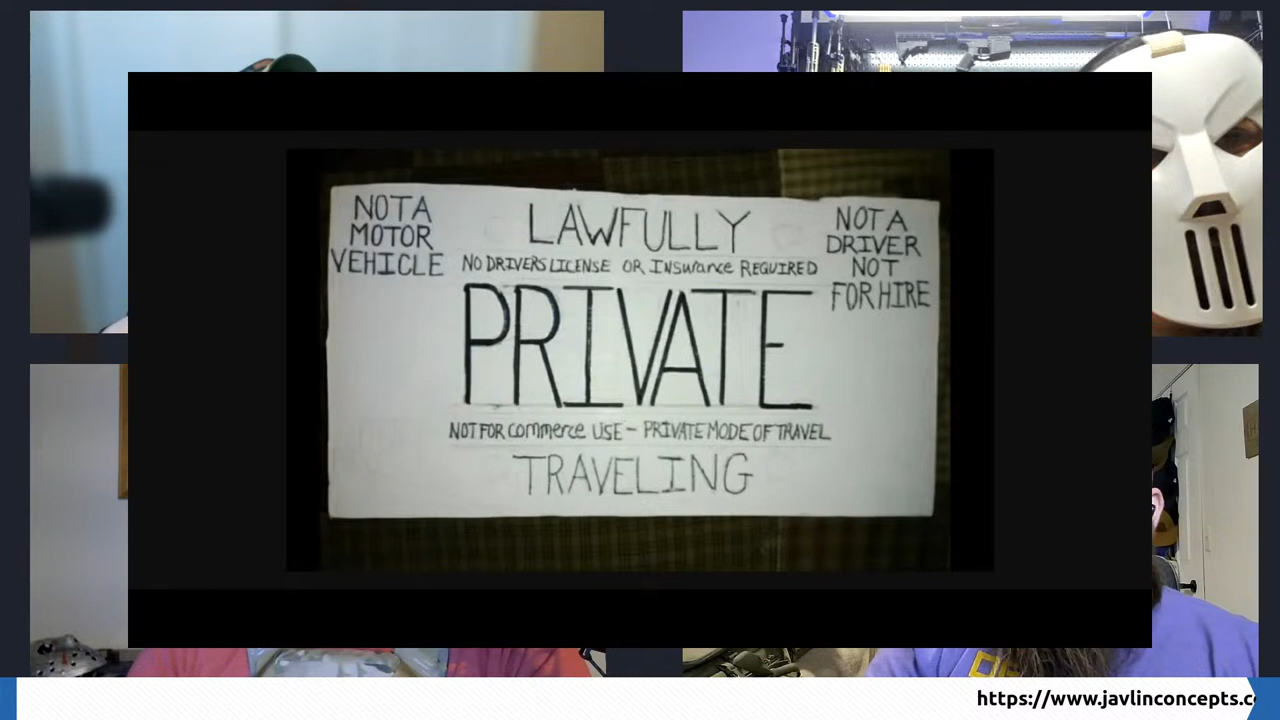 NOT A
MOTOR
VEHICLE
LAWFULLY
NO DRIVERS LICENSE OR INSurance REQUIRED
NOT A
DRIVER
NOT
FOR HIRE
PRIVATE
NOT FOR commerce USE - PRIVATE MODE OF TRAVEL
TRAVELING
https://www.javlinconcepts.c